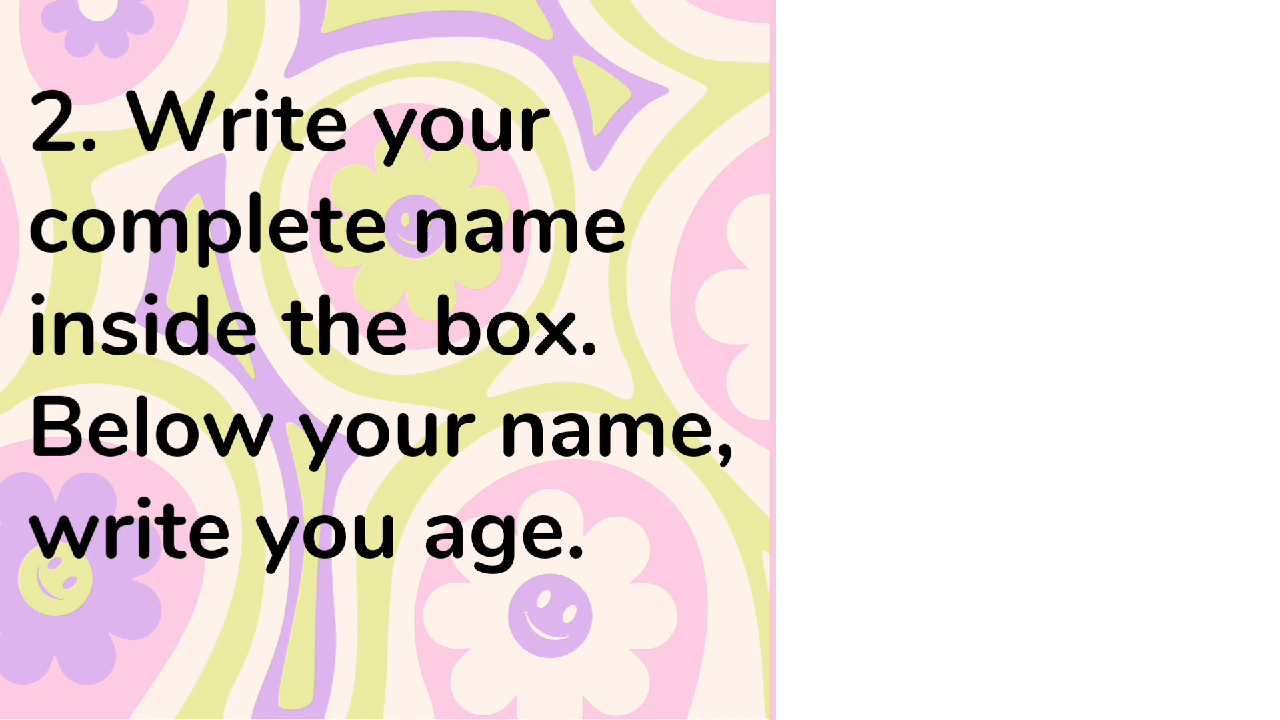 2. Write your
complete name
inside the box.
Below your name,
write you age.